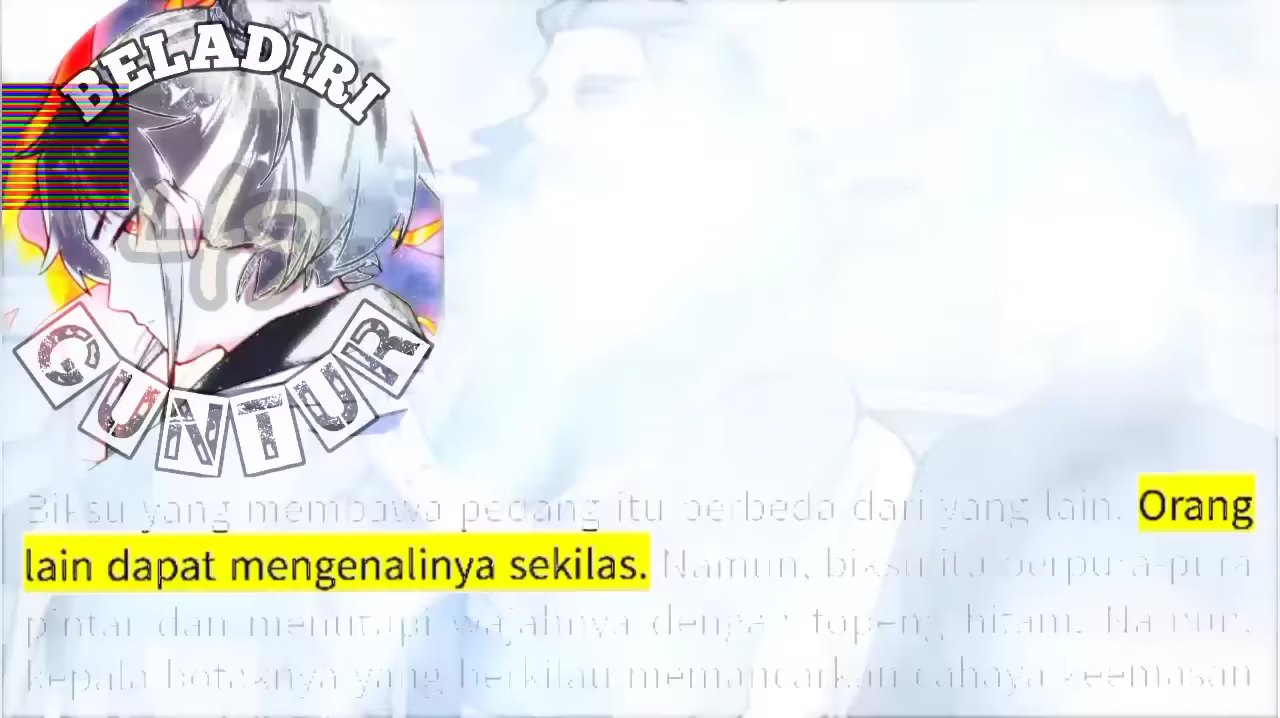 BELADIRI
GUNTUR
Biksu yang membawa pedang itu berbeda dari yang lain. Orang
lain dapat mengenalinya sekilas. Namun, biksu itu berpura-pura
pintar dan menutupi wajahnya dengan topeng hitam. Namun,
kepala botaknya yang berkilau memancarkan cahaya keemasan